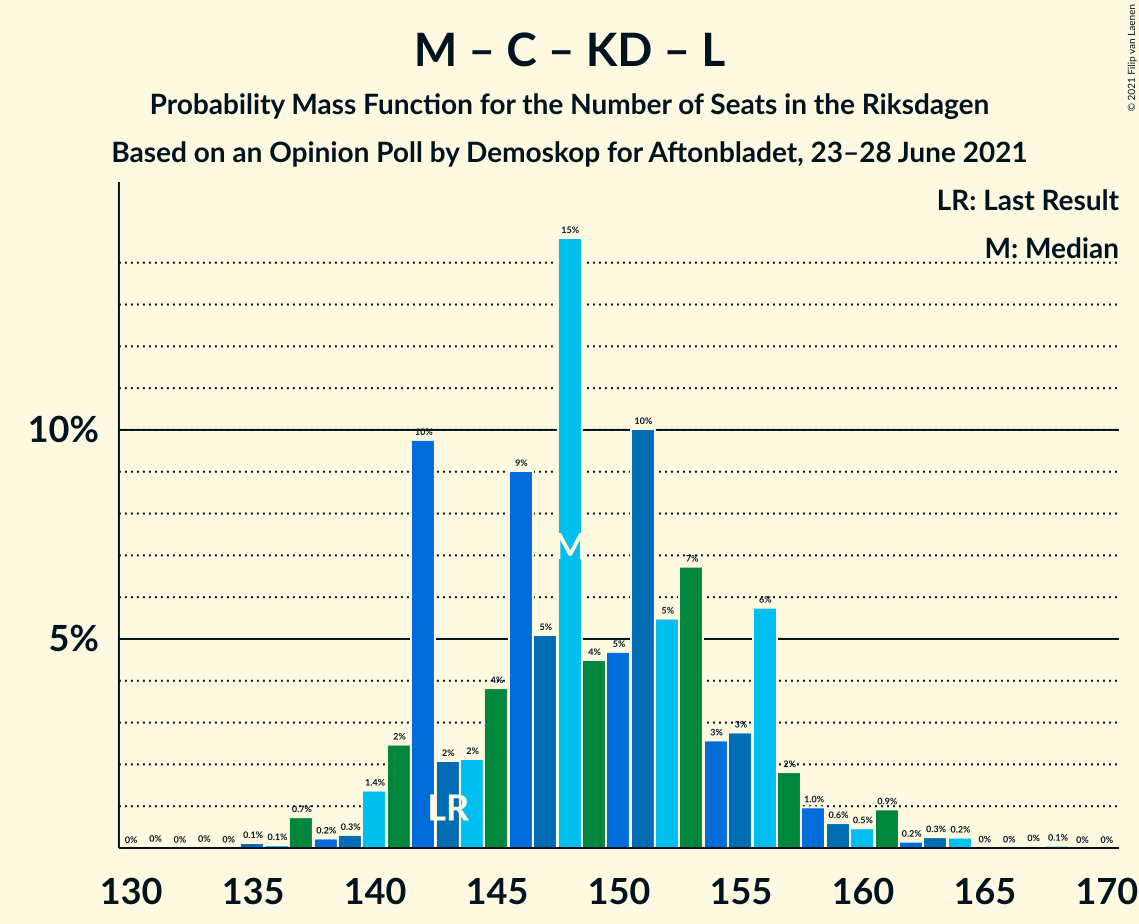 M – C – KD – L
Probability Mass Function for the Number of Seats in the Riksdagen
Based on an Opinion Poll by Demoskop for Aftonbladet, 23–28 June 2021
© 2021 Filip van Laenen
LR: Last Result
M: Median
10%
5%
0% 0% 0% 0% 0% 0.1% 0.1% 0.7% 0.2% 0.3% 1.4% 2% 10% 2% 2% 4% 9% 5% 15% 4% 5% 10% 5% 7% 3% 3% 6% 2% 1.0% 0.6% 0.5% 0.9% 0.2% 0.3% 0.2% 0% 0% 0% 0.1% 0% 0%
M
LR
130 135 140 145 150 155 160 165 170